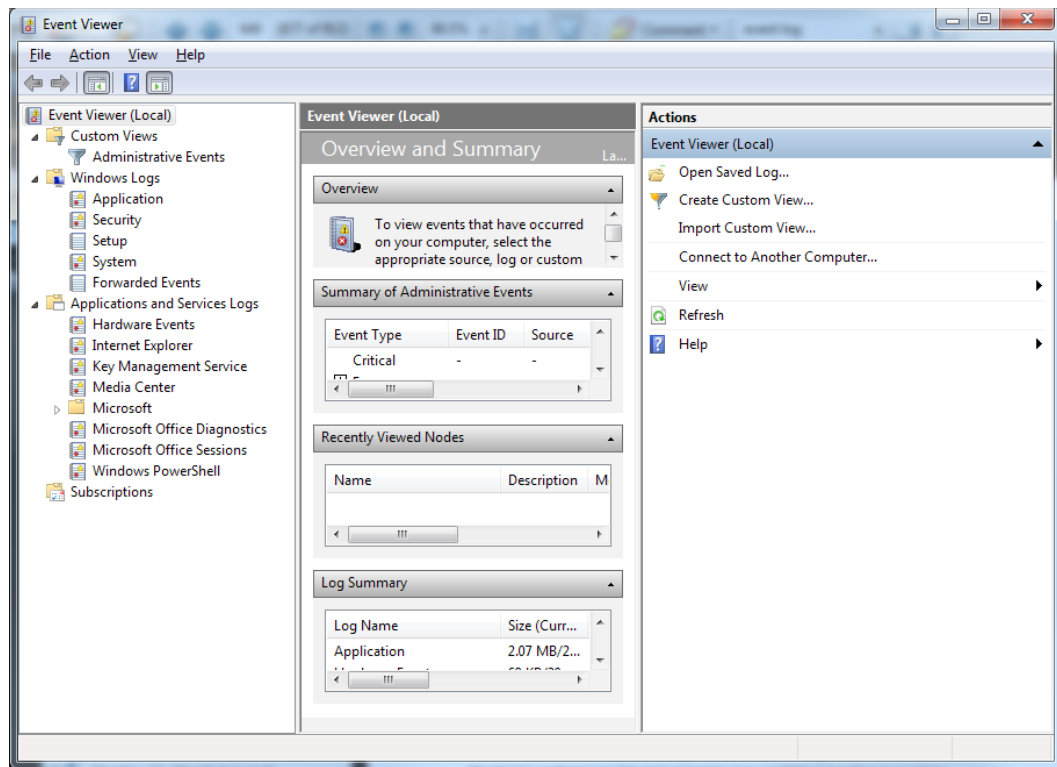 Event Viewer
File Action View Help
Event Viewer (Local)
Custom Views
Administrative Events
Windows Logs
Application
Security
Setup
System
Forwarded Events
Applications and Services Logs
Hardware Events
Internet Explorer
Key Management Service
Media Center
Microsoft
Microsoft Office Diagnostics
Microsoft Office Sessions
Windows PowerShell
Subscriptions
Event Viewer (Local)
Overview and Summary La...
Overview
To view events that have occurred
on your computer, select the
appropriate source, log or custom
Summary of Administrative Events
Event Type Event ID Source
Critical - -
Recently Viewed Nodes
Name Description M
Log Summary
Log Name Size (Curr...
Application 2.07 MB/2...
Actions
Event Viewer (Local)
Open Saved Log...
Create Custom View...
Import Custom View...
Connect to Another Computer...
View
Refresh
Help